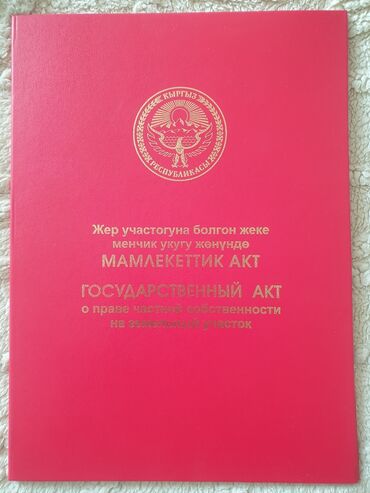 КЫРГЫЗ
РЕСПУБЛИКАСЫ
Жер участогуна болгон жеке
менчик укугу жөнүндө
МАМЛЕКЕТТИК АКТ
ГОСУДАРСТВЕННЫЙ АКТ
о праве частной собственности
на земельный участок